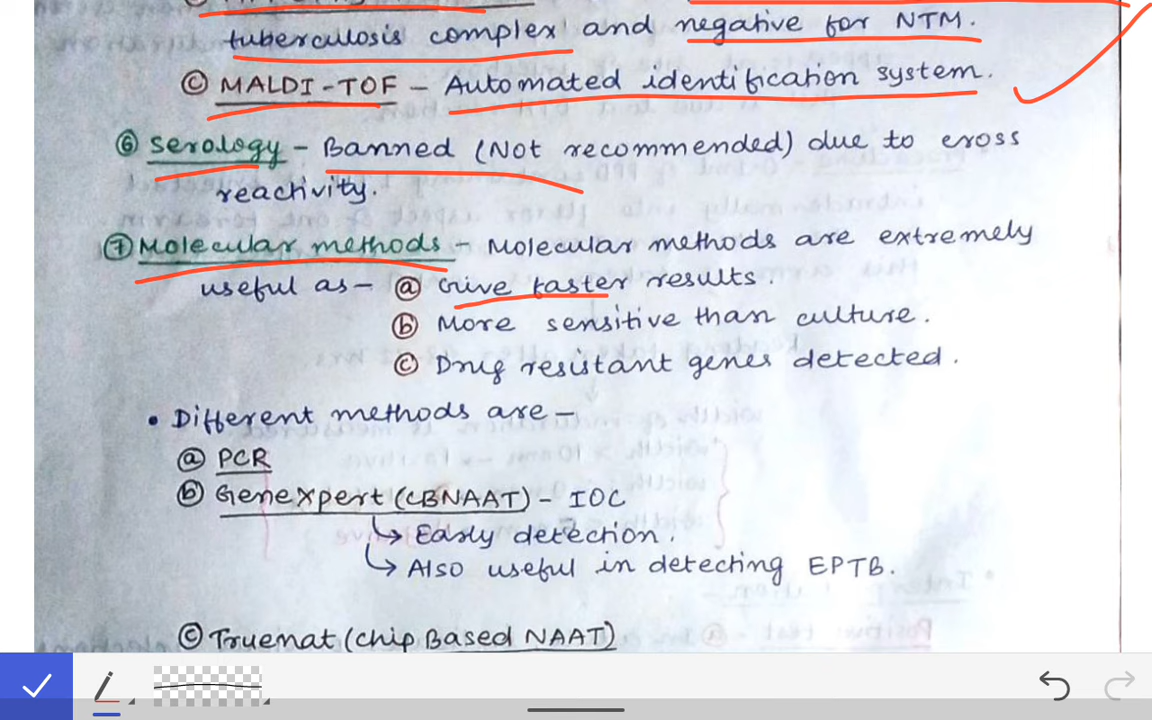 tuberculosis complex and negative for NTM.
© MALDI-TOF - Automated identification system.
⑥ Serology - Banned (Not recommended) due to cross
reactivity.
⑦ Molecular methods - Molecular methods are extremely
useful as - ⓐ Give faster results.
ⓑ More sensitive than culture.
ⓒ Drug resistant genes detected.
• Different methods are -
ⓐ PCR
ⓑ GeneXpert (CBNAAT) - IOC
↳ Early detection.
↳ Also useful in detecting EPTB.
ⓒ Truenat (Chip Based NAAT)